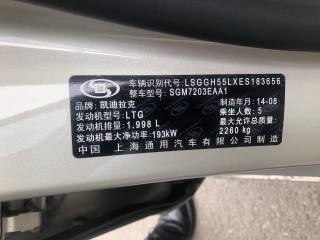 车辆识别代号: LSGGH55LXES183656
整车型号: SGM7203EAA1
品牌: 凯迪拉克 制造年月: 14-08
发动机型号: LTG 乘坐人数: 5
发动机排量: 1.998 L 最大允许总质量:
发动机最大净功率: 193kW 2260 kg
中国 上海通用汽车有限公司 制造